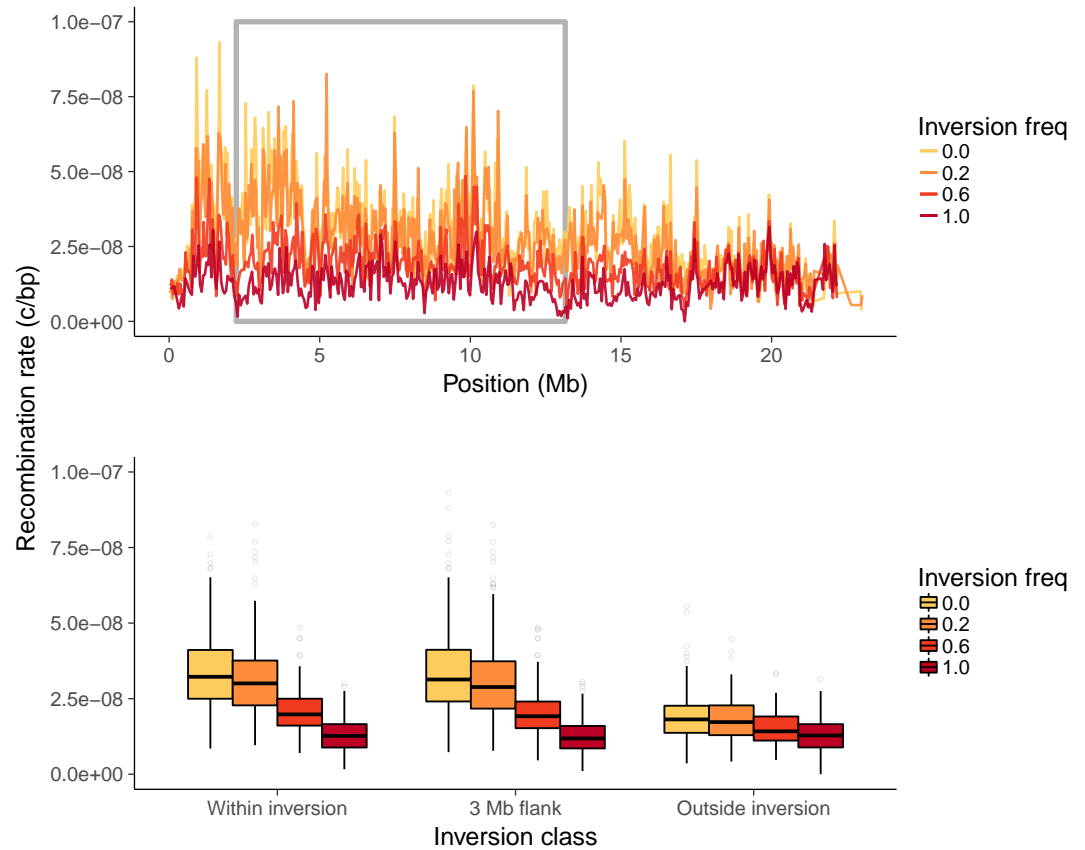 Recombination rate (c/bp)
1.0e−07
7.5e−08
5.0e−08
2.5e−08
0.0e+00
0 5 10 15 20
Position (Mb)
Inversion freq
0.0
0.2
0.6
1.0
1.0e−07
7.5e−08
5.0e−08
2.5e−08
0.0e+00
Within inversion 3 Mb flank Outside inversion
Inversion class
Inversion freq
0.0
0.2
0.6
1.0